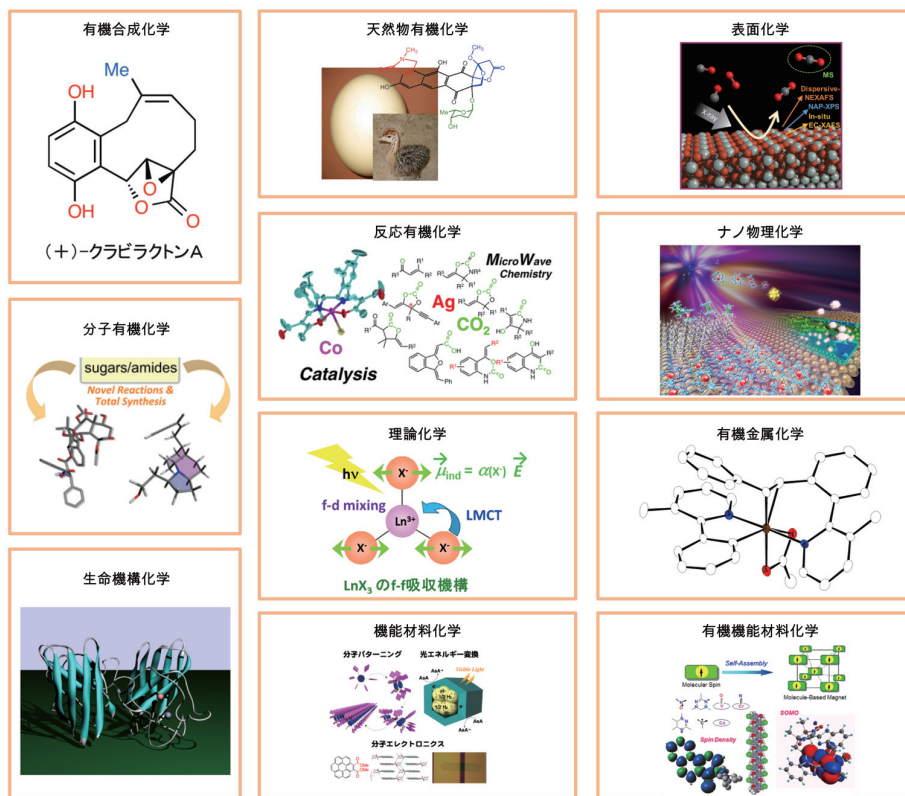 有機合成化学
Me
OH
OH
O
O
O
(+)-クラビラクトンA
分子有機化学
sugars/amides
Novel Reactions &
Total Synthesis
生命機構化学
天然物有機化学
反応有機化学
MicroWave
Chemistry
Ag
CO2
Co
Catalysis
理論化学
hν
X-
μind = α(x-) E
f-d mixing
Ln3+
LMCT
X-
X-
LnX3のf-f吸収機構
機能材料化学
分子パターニング
光エネルギー変換
Visible Light
分子エレクトロニクス
表面化学
MS
Dispersive-
NEXAFS
NAP-XPS
In-situ
EC-XAFS
X-ray
ナノ物理化学
有機金属化学
有機機能材料化学
Self-Assembly
Molecular Spin
Molecule-Based Magnet
SOMO
Spin Density